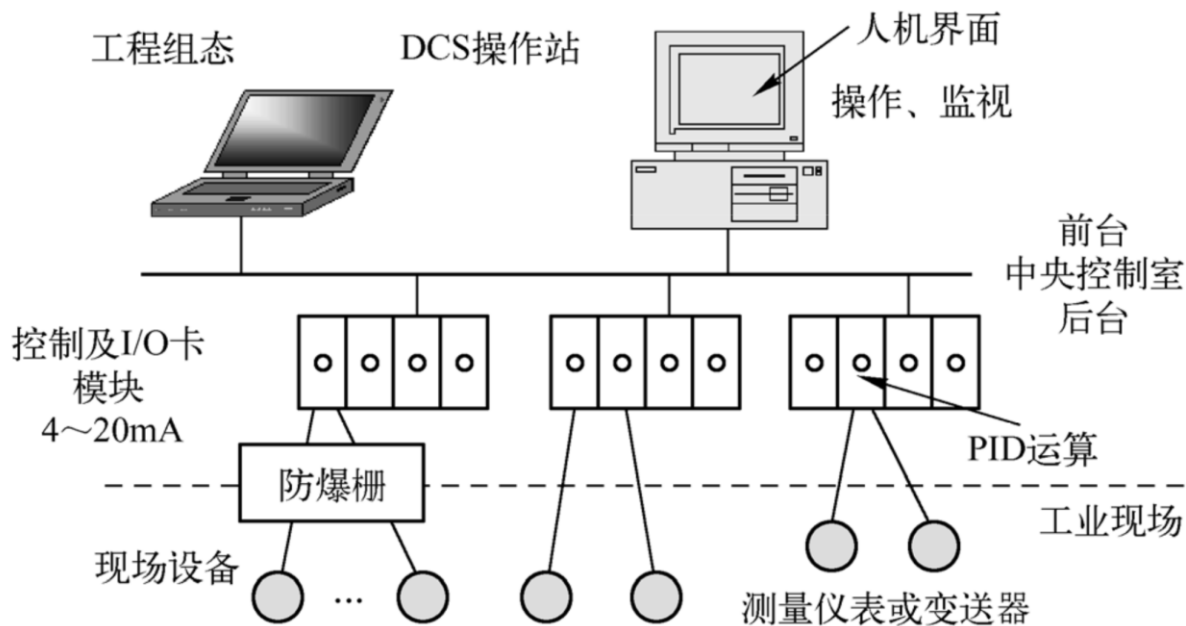 工程组态
DCS操作站
人机界面
操作、监视
前台
中央控制室
后台
控制及I/O卡
模块
4～20mA
PID运算
防爆栅
工业现场
现场设备
...
测量仪表或变送器